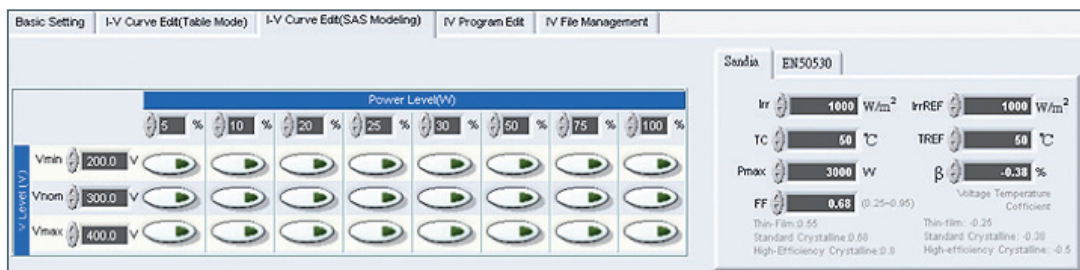 Basic Setting I-V Curve Edit(Table Mode) I-V Curve Edit(SAS Modeling) IV Program Edit IV File Management
Sandia EN50530
Power Level(W)
5 % 10 % 20 % 25 % 30 % 50 % 75 % 100 %
V Level (V)
Vmin 200.0 V
Vnom 300.0 V
Vmax 400.0 V
Irr 1000 W/m² IrrREF 1000 W/m²
TC 50 °C TREF 50 °C
Pmax 3000 W β -0.38 %
FF 0.68 (0.25~0.95) Voltage Temperature
Cofficient
Thin-Film:0.55 Thin-film: -0.25
Standard Crystalline:0.68 Standard Crystalline: -0.38
High-Efficiency Crystalline:0.8 High-efficiency Crystalline: -0.5